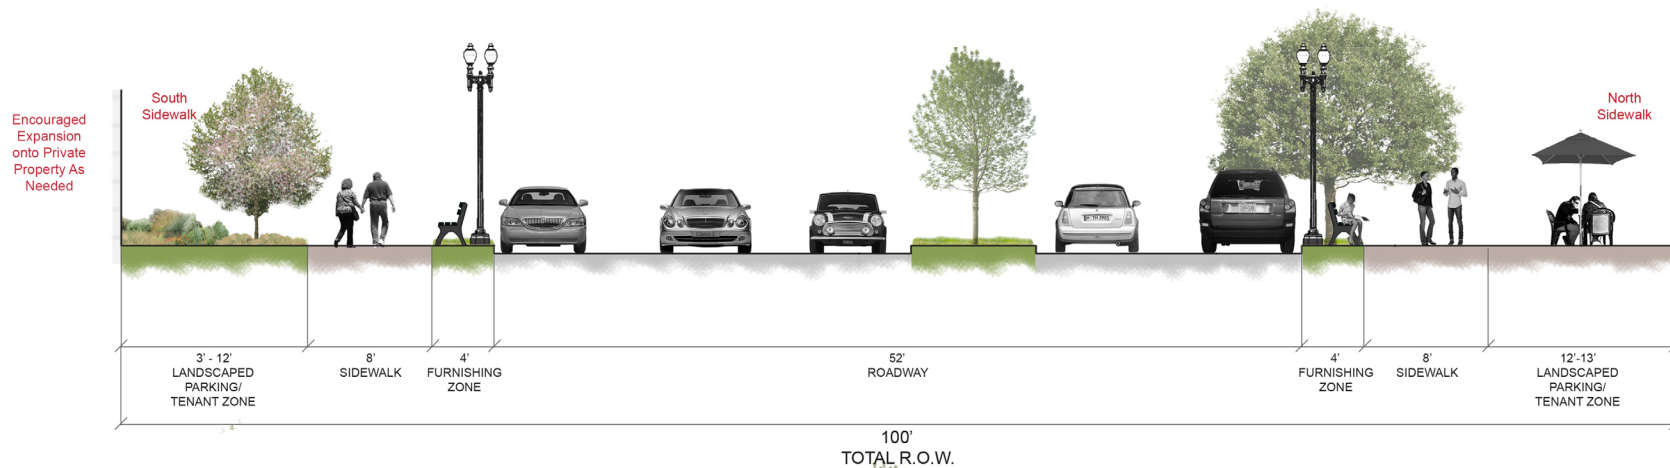 Encouraged
Expansion
onto Private
Property As
Needed
South
Sidewalk
North
Sidewalk
3' - 12'
LANDSCAPED
PARKING/
TENANT ZONE
8'
SIDEWALK
4'
FURNISHING
ZONE
52'
ROADWAY
4'
FURNISHING
ZONE
8'
SIDEWALK
12'-13'
LANDSCAPED
PARKING/
TENANT ZONE
100'
TOTAL R.O.W.